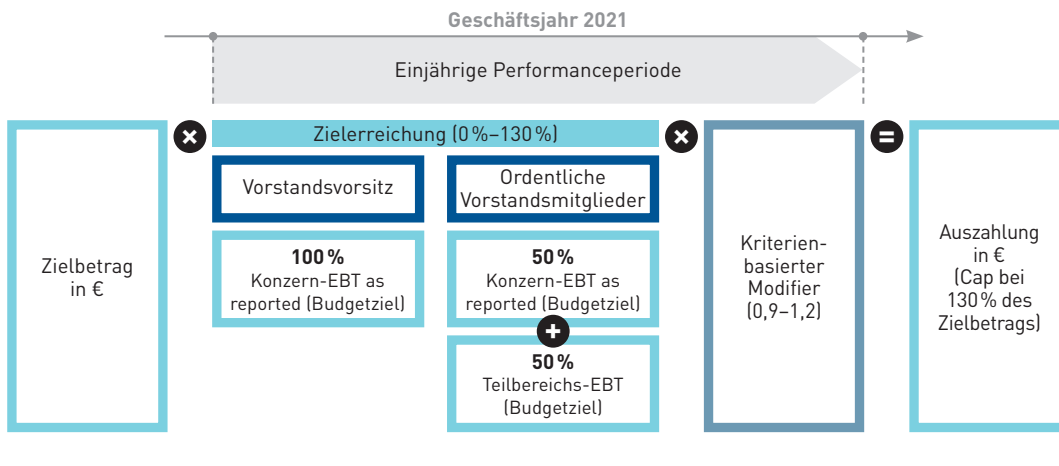 Geschäftsjahr 2021
Einjährige Performanceperiode
Zielbetrag
in €
×
Zielerreichung (0 %–130 %)
Vorstandsvorsitz
Ordentliche
Vorstandsmitglieder
100 %
Konzern-EBT as
reported (Budgetziel)
50 %
Konzern-EBT as
reported (Budgetziel)
+
50 %
Teilbereichs-EBT
(Budgetziel)
×
Kriterien-
basierter
Modifier
(0,9–1,2)
=
Auszahlung
in €
(Cap bei
130 % des
Zielbetrags)